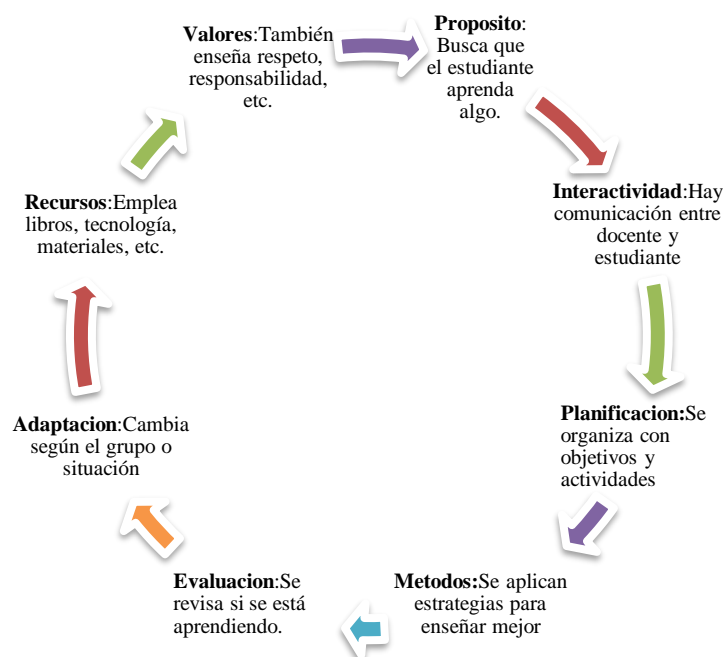 Proposito:
Busca que
el estudiante
aprenda
algo.
Interactividad:Hay
comunicación entre
docente y
estudiante
Planificacion:Se
organiza con
objetivos y
actividades
Metodos:Se aplican
estrategias para
enseñar mejor
Evaluacion:Se
revisa si se está
aprendiendo.
Adaptacion:Cambia
según el grupo o
situación
Recursos:Emplea
libros, tecnología,
materiales, etc.
Valores:También
enseña respeto,
responsabilidad,
etc.